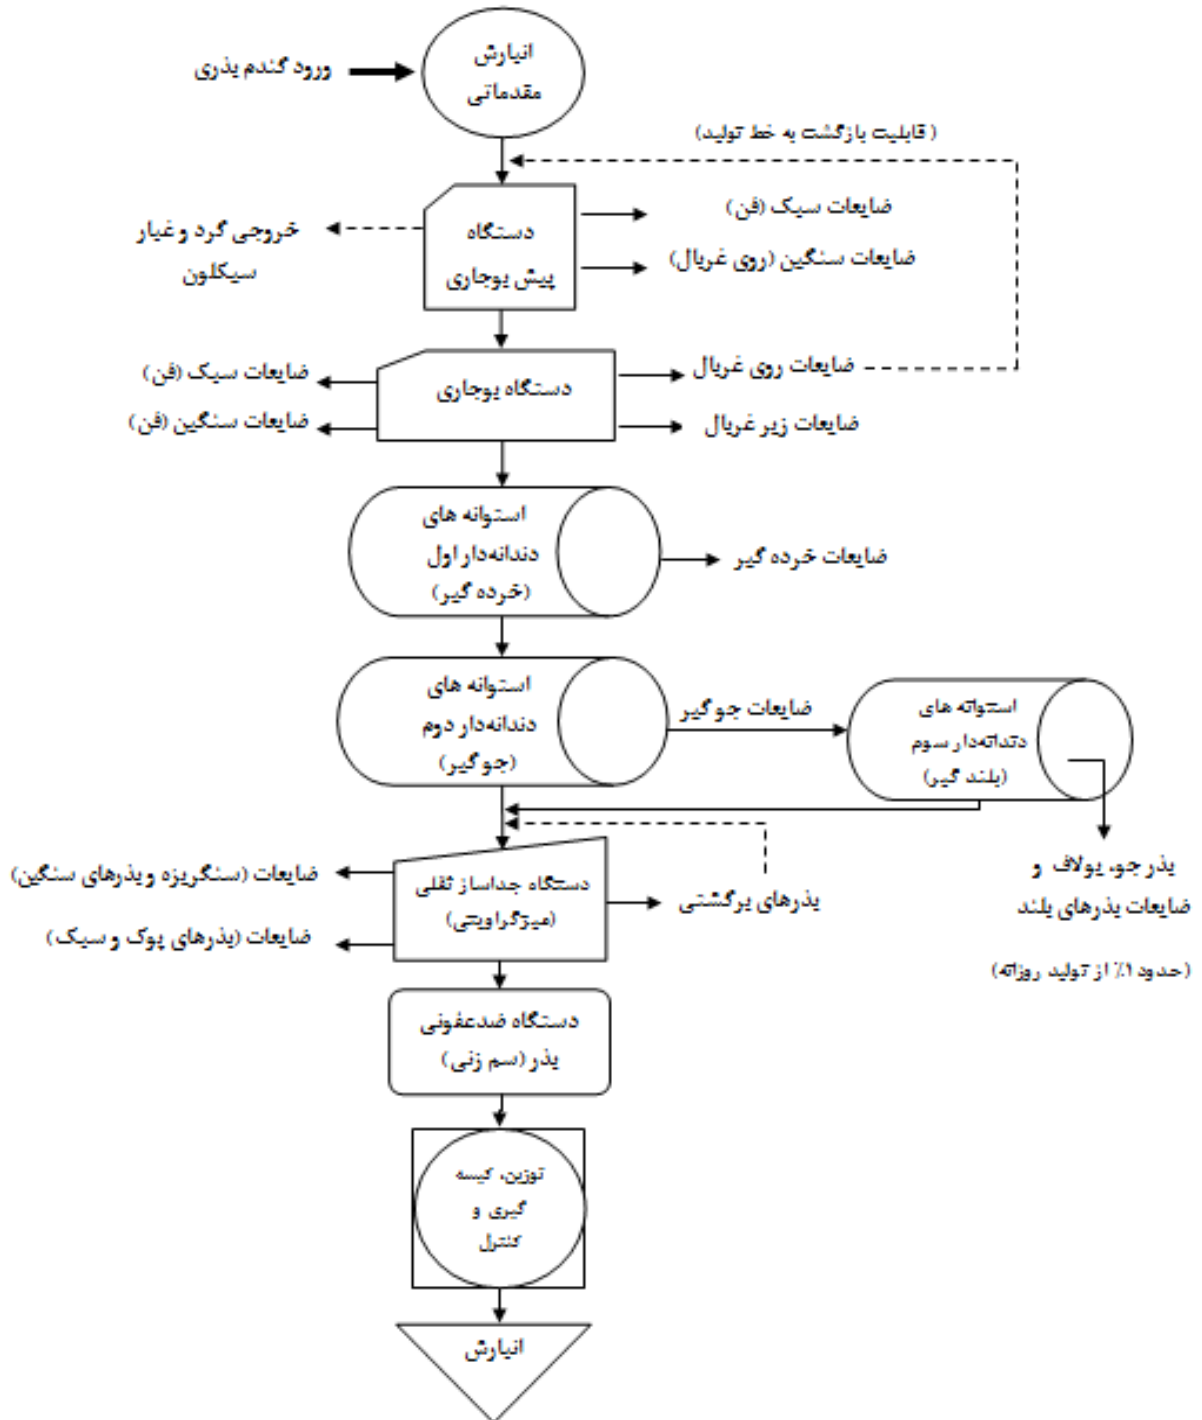 انبارش
مقدماتی
ورود گندم بذری
(قابلیت بازگشت به خط تولید)
ضایعات سبک (فن)
خروجی گرد و غبار
سیکلون
دستگاه
پیش بوجاری
ضایعات سنگین (روی غربال)
ضایعات روی غربال
ضایعات سبک (فن)
دستگاه بوجاری
ضایعات سنگین (فن)
ضایعات زیر غربال
استوانه های
دندانه‌دار اول
(خرده گیر)
ضایعات خرده گیر
استوانه های
دندانه‌دار دوم
(جو گیر)
ضایعات جو گیر
استوانه های
دندانه‌دار سوم
(بلند گیر)
بذر جو، یولاف و
ضایعات بذرهای بلند
(حدود ۱٪ از تولید روزانه)
دستگاه جداساز ثقلی
(میزگراویتی)
ضایعات (سنگریزه و بذرهای سنگین)
بذرهای برگشتی
ضایعات (بذرهای پوک و سبک)
دستگاه ضدعفونی
بذر (سم زنی)
توزین، کیسه
گیری و
کنترل
انبارش